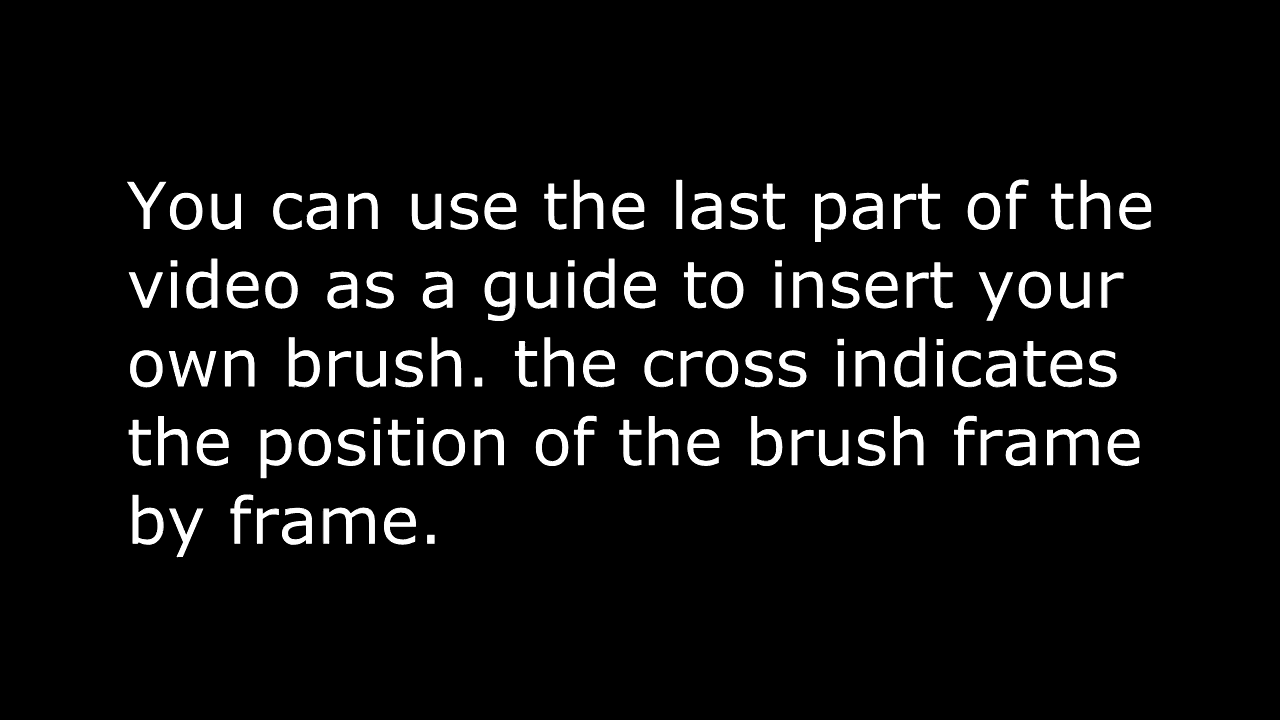 You can use the last part of the
video as a guide to insert your
own brush. the cross indicates
the position of the brush frame
by frame.